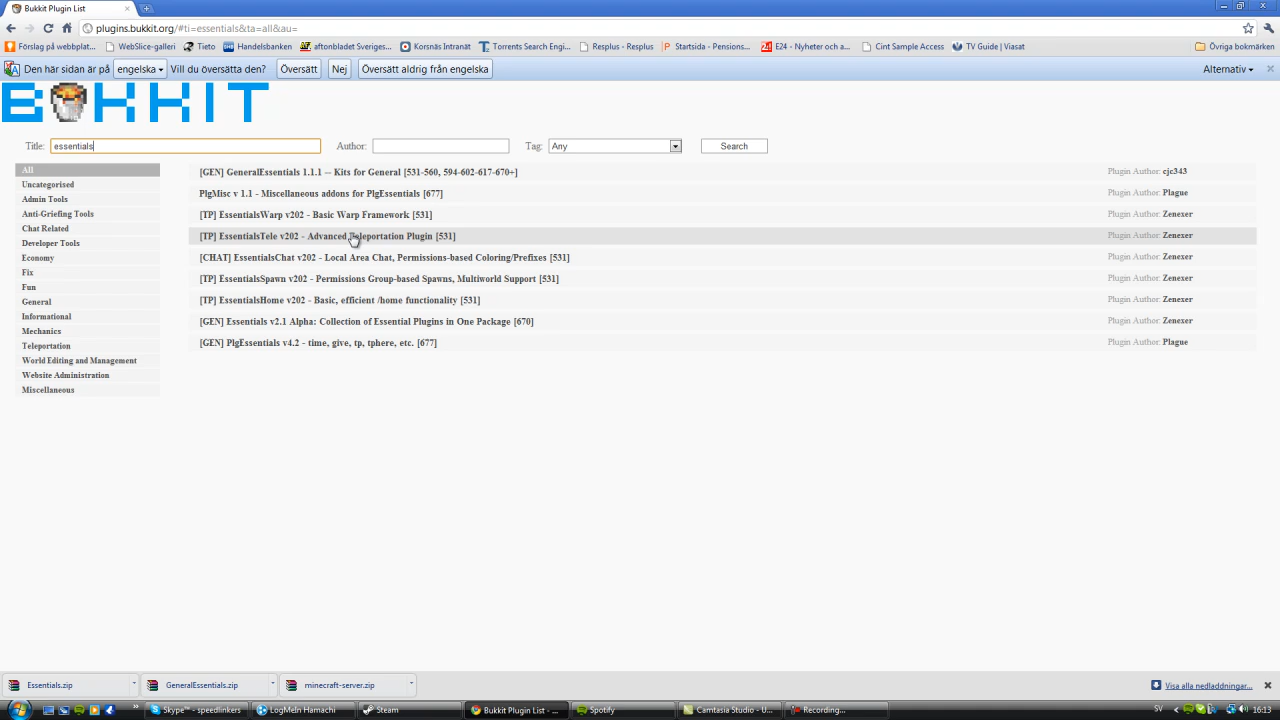 Bukkit Plugin List
plugins.bukkit.org/#ti=essentials&ta=all&au=
Förslag på webbplat... WebSlice-galleri Tieto Handelsbanken aftonbladet Sveriges... Korsnäs Intranät Torrents Search Engi... Resplus - Resplus Startsida - Pensions... E24 - Nyheter och a... Cint Sample Access TV Guide | Viasat Övriga bokmärken
Den här sidan är på engelska Vill du översätta den? Översätt Nej Översätt aldrig från engelska Alternativ
BUKKIT
Title: essentials Author: Tag: Any Search
All
Uncategorised
Admin Tools
Anti-Griefing Tools
Chat Related
Developer Tools
Economy
Fix
Fun
General
Informational
Mechanics
Teleportation
World Editing and Management
Website Administration
Miscellaneous
[GEN] GeneralEssentials 1.1.1 -- Kits for General [531-560, 594-602-617-670+] Plugin Author: cjc343
PlgMisc v 1.1 - Miscellaneous addons for PlgEssentials [677] Plugin Author: Plague
[TP] EssentialsWarp v202 - Basic Warp Framework [531] Plugin Author: Zenexer
[TP] EssentialsTele v202 - Advanced Teleportation Plugin [531] Plugin Author: Zenexer
[CHAT] EssentialsChat v202 - Local Area Chat, Permissions-based Coloring/Prefixes [531] Plugin Author: Zenexer
[TP] EssentialsSpawn v202 - Permissions Group-based Spawns, Multiworld Support [531] Plugin Author: Zenexer
[TP] EssentialsHome v202 - Basic, efficient /home functionality [531] Plugin Author: Zenexer
[GEN] Essentials v2.1 Alpha: Collection of Essential Plugins in One Package [670] Plugin Author: Zenexer
[GEN] PlgEssentials v4.2 - time, give, tp, tphere, etc. [677] Plugin Author: Plague
Essentials.zip GeneralEssentials.zip minecraft-server.zip Visa alla nedladdningar...
Skype™ - speedlinkers LogMeIn Hamachi Steam Bukkit Plugin List - ... Spotify Camtasia Studio - U... Recording... SV 16:13